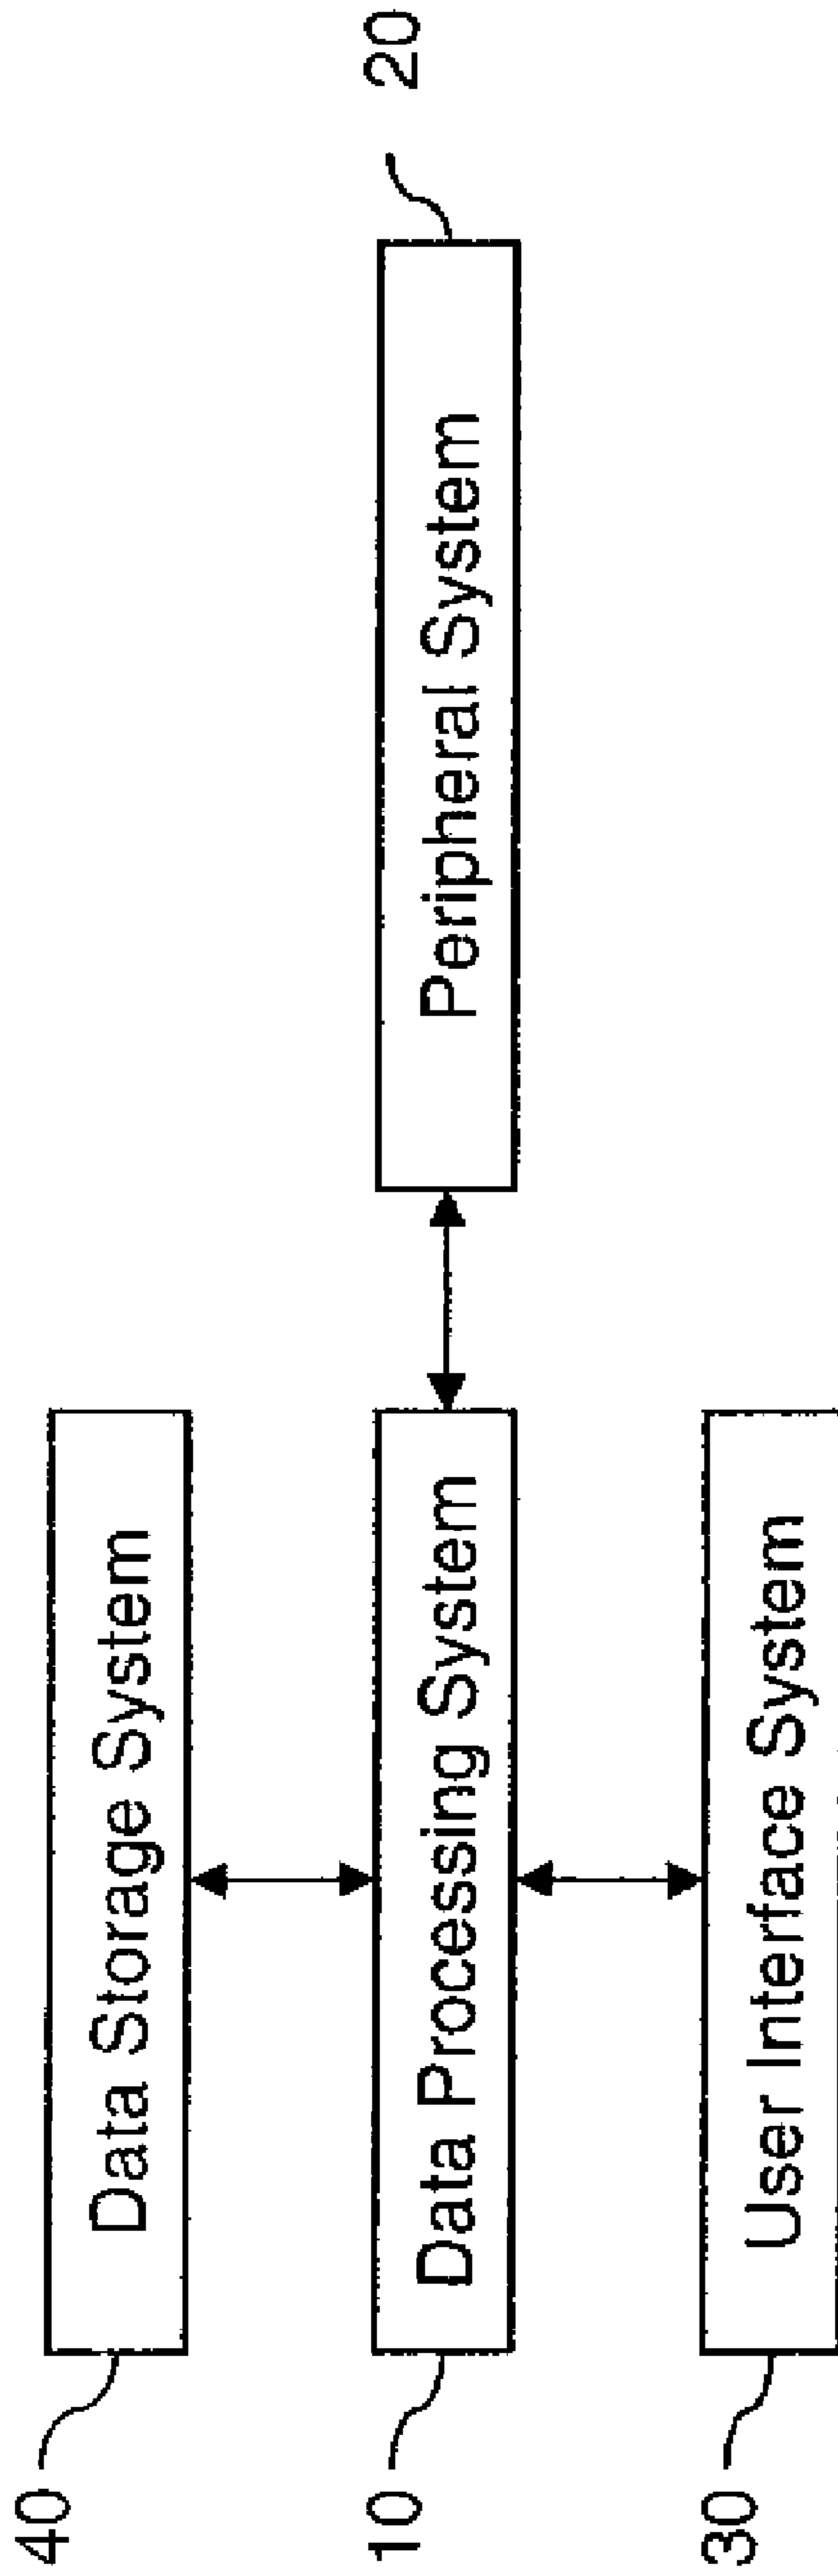 40
Data Storage System
10
Data Processing System
Peripheral System
20
30
User Interface System